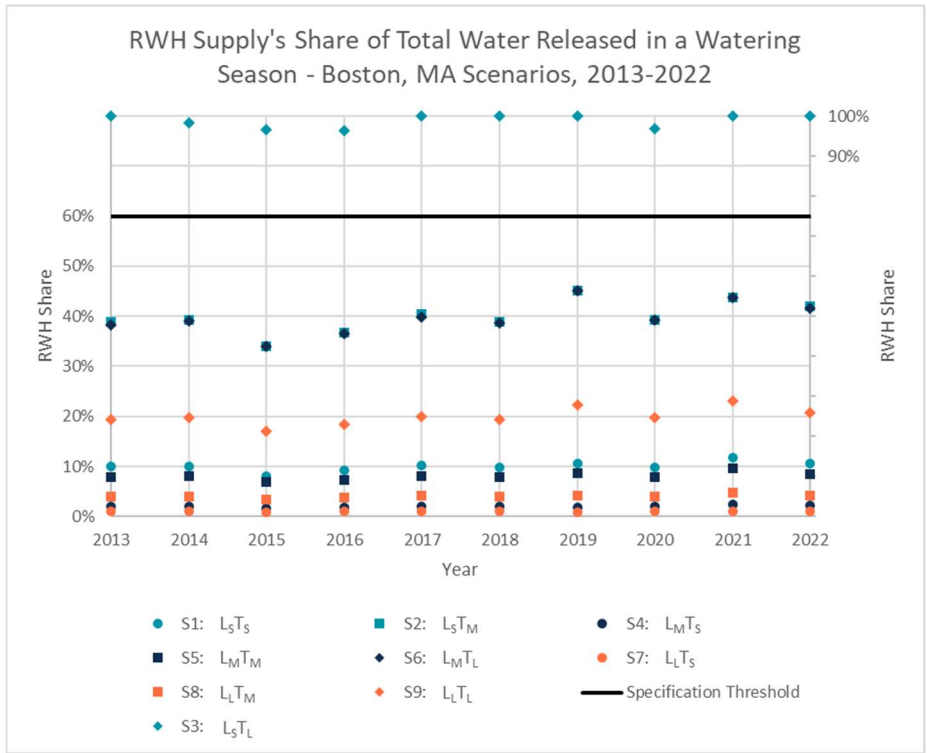 RWH Supply's Share of Total Water Released in a Watering
Season - Boston, MA Scenarios, 2013-2022
100%
90%
60%
50%
40%
30%
20%
10%
0%
RWH Share
RWH Share
2013 2014 2015 2016 2017 2018 2019 2020 2021 2022
Year
S1: LSTS S2: LSTM S4: LMTS
S5: LMTM S6: LMTL S7: LLTS
S8: LLTM S9: LLTL Specification Threshold
S3: LSTL